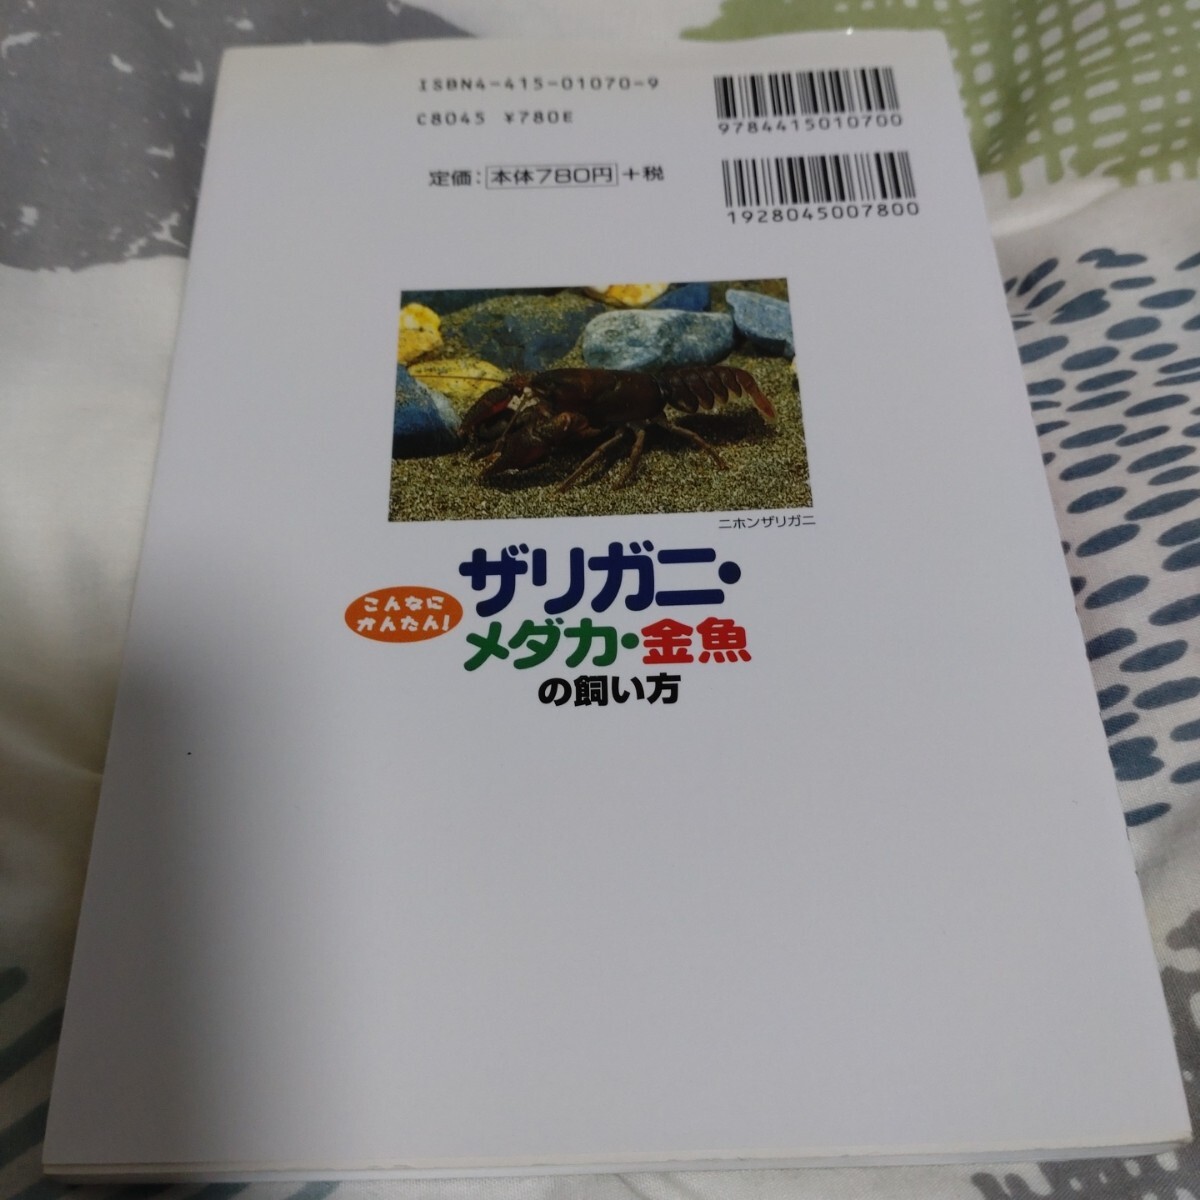 ISBN4-415-01070-9
C8045 ¥780E
9784415010700
定価：本体780円+税
1928045007800
ニホンザリガニ
こんなに
かんたん！
ザリガニ・
メダカ・金魚
の飼い方